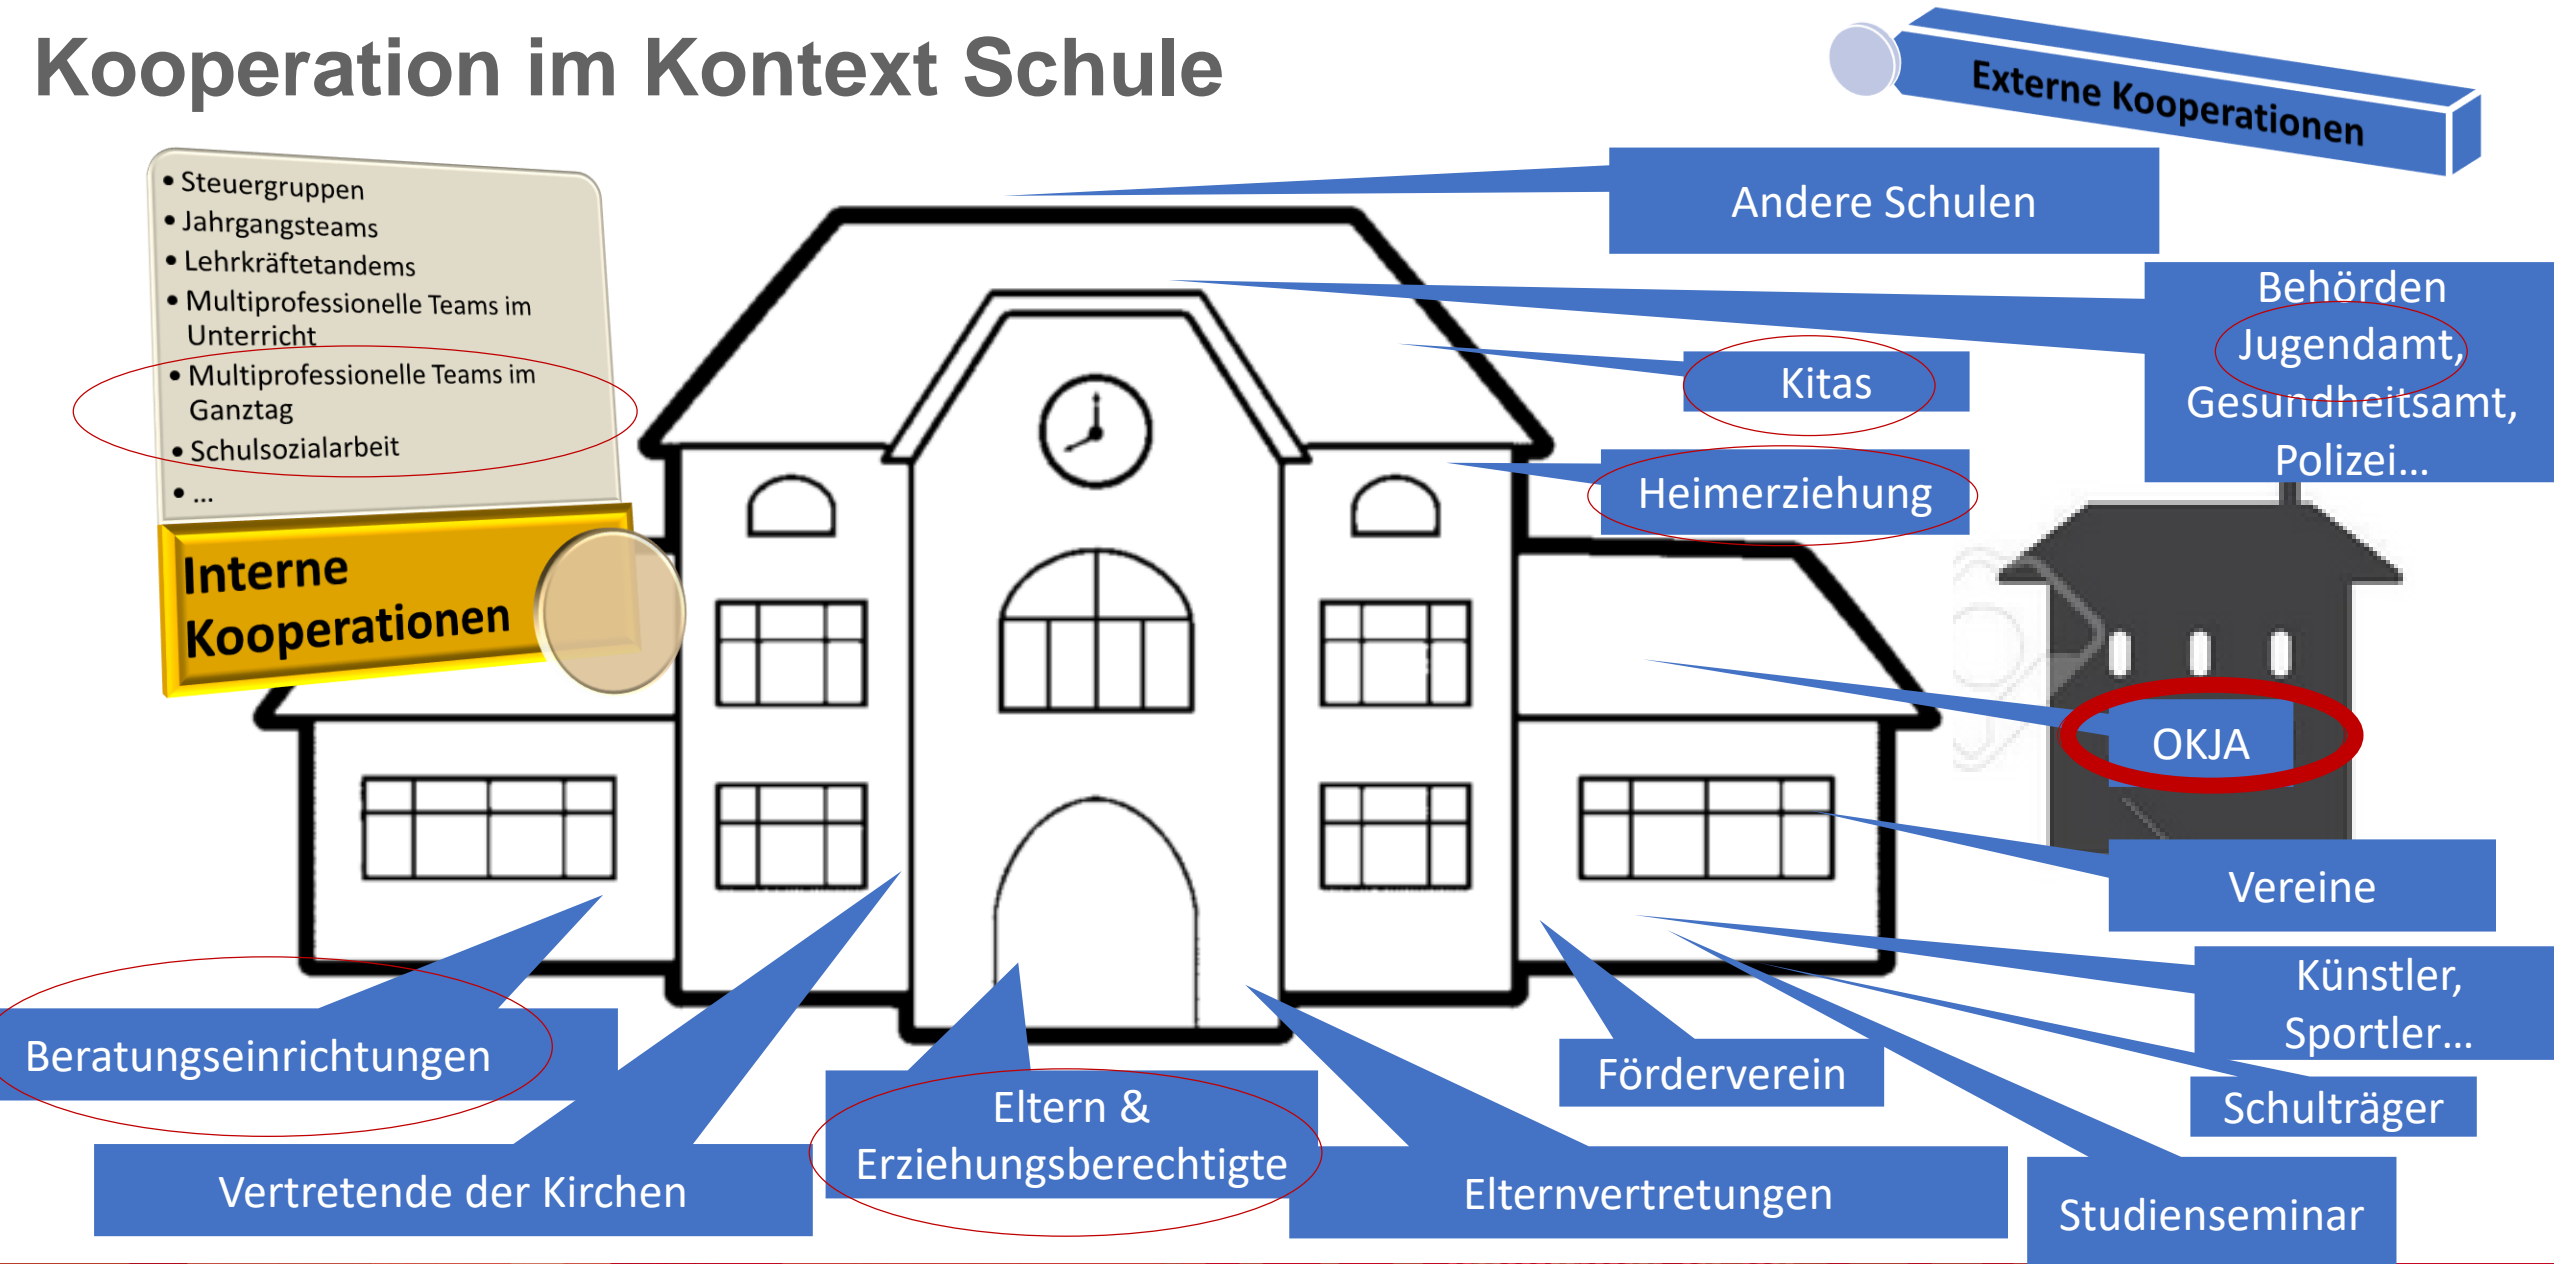 Kooperation im Kontext Schule
Externe Kooperationen
• Steuergruppen
• Jahrgangsteams
• Lehrkräftetandems
• Multiprofessionelle Teams im
Unterricht
• Multiprofessionelle Teams im
Ganztag
• Schulsozialarbeit
• ...
Interne
Kooperationen
Andere Schulen
Behörden
Jugendamt,
Gesundheitsamt,
Polizei...
Kitas
Heimerziehung
OKJA
Vereine
Künstler,
Sportler...
Schulträger
Studienseminar
Förderverein
Elternvertretungen
Eltern &
Erziehungsberechtigte
Beratungseinrichtungen
Vertretende der Kirchen